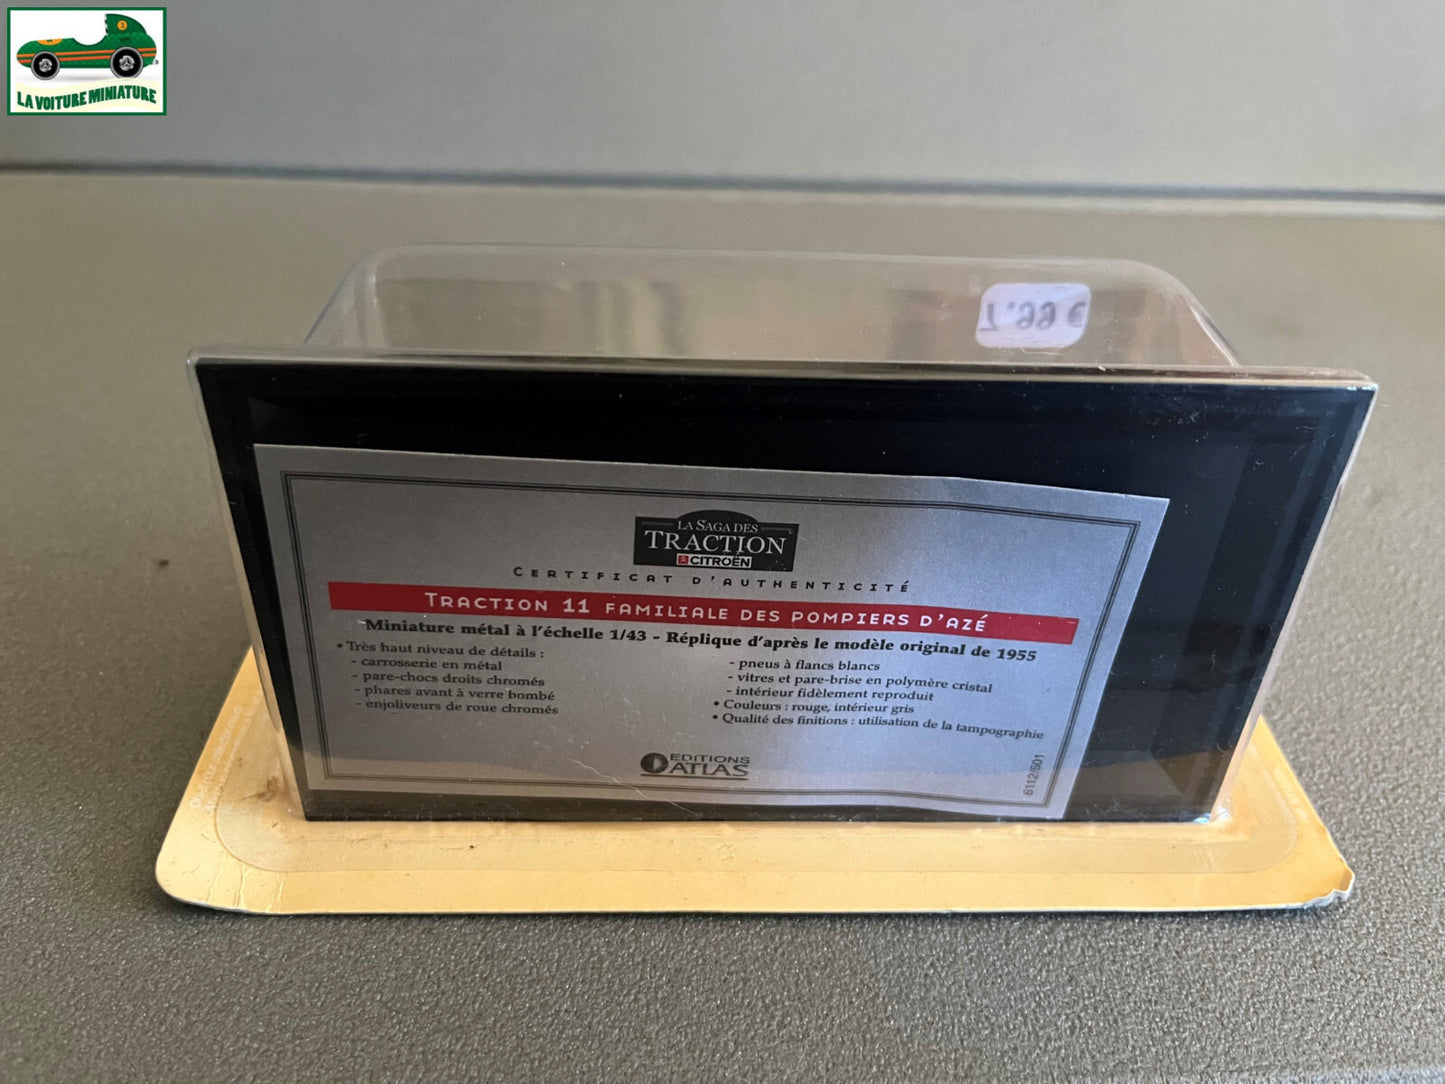 3
LA VOITURE MINIATURE
LA SAGA DES
TRACTION
CITROËN
CERTIFICAT D'AUTHENTICITÉ
TRACTION 11 FAMILIALE DES POMPIERS D'AZÉ
Miniature métal à l'échelle 1/43 - Réplique d'après le modèle original de 1955
• Très haut niveau de détails :
- carrosserie en métal
- pare-chocs droits chromés
- phares avant à verre bombé
- enjoliveurs de roue chromés
- pneus à flancs blancs
- vitres et pare-brise en polymère cristal
- intérieur fidèlement reproduit
• Couleurs : rouge, intérieur gris
• Qualité des finitions : utilisation de la tampographie
EDITIONS
ATLAS
6112/501